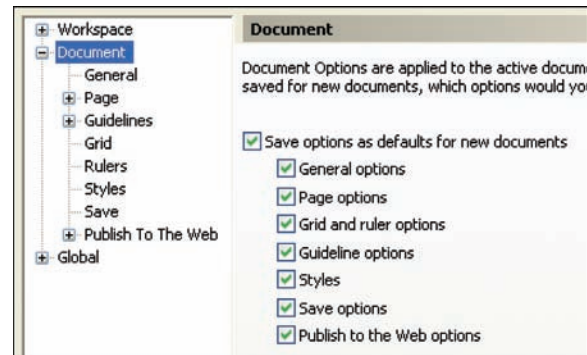 Workspace
Document
General
Page
Guidelines
Grid
Rulers
Styles
Save
Publish To The Web
Global
Document
Document Options are applied to the active
saved for new documents, which options would
Save options as defaults for new documents
General options
Page options
Grid and ruler options
Guideline options
Styles
Save options
Publish to the Web options